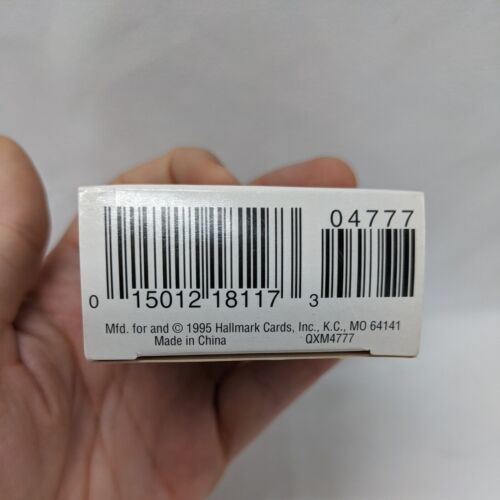 04777
0 15012 18117 3
Mfd. for and © 1995 Hallmark Cards, Inc., K.C., MO 64141
Made in China QXM4777